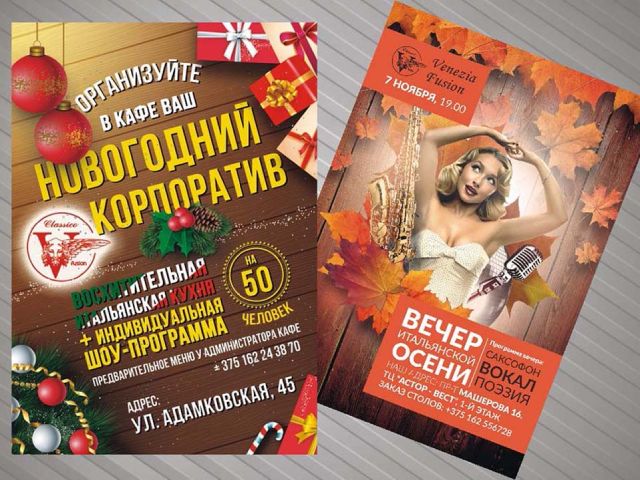 ОРГАНИЗУЙТЕ
В КАФЕ ВАШ
НОВОГОДНИЙ
КОРПОРАТИВ
Classico
Fusion
ВОСХИТИТЕЛЬНАЯ
ИТАЛЬЯНСКАЯ КУХНЯ
+ ИНДИВИДУАЛЬНАЯ
ШОУ-ПРОГРАММА
НА
50
ЧЕЛОВЕК
ПРЕДВАРИТЕЛЬНОЕ МЕНЮ У АДМИНИСТРАТОРА КАФЕ
+ 375 162 24 38 70
АДРЕС:
УЛ. АДАМКОВСКАЯ, 45
Venezia
Fusion
7 НОЯБРЯ, 19.00
ВЕЧЕР
ИТАЛЬЯНСКОЙ
ОСЕНИ
Программа вечера:
САКСОФОН
ВОКАЛ
ПОЭЗИЯ
НАШ АДРЕС: ПР-Т МАШЕРОВА 16,
ТЦ "АСТОР - ВЕСТ", 1-Й ЭТАЖ
ЗАКАЗ СТОЛОВ: +375 162 556728